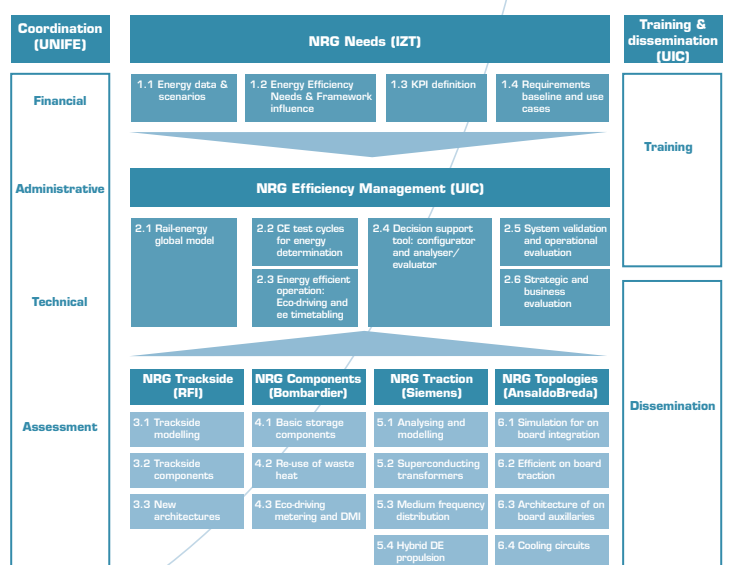 Coordination
(UNIFE)
Financial
Administrative
Technical
Assessment
NRG Needs (IZT)
1.1 Energy data &
scenarios
1.2 Energy Efficiency
Needs & Framework
influence
1.3 KPI definition
1.4 Requirements
baseline and use
cases
NRG Efficiency Management (UIC)
2.1 Rail-energy
global model
2.2 CE test cycles
for energy
determination
2.3 Energy efficient
operation:
Eco-driving and
ee timetabling
2.4 Decision support
tool: configurator
and analyser/
evaluator
2.5 System validation
and operational
evaluation
2.6 Strategic and
business
evaluation
NRG Trackside
(RFI)
3.1 Trackside
modelling
3.2 Trackside
components
3.3 New
architectures
NRG Components
(Bombardier)
4.1 Basic storage
components
4.2 Re-use of waste
heat
4.3 Eco-driving
metering and DMI
NRG Traction
(Siemens)
5.1 Analysing and
modelling
5.2 Superconducting
transformers
5.3 Medium frequency
distribution
5.4 Hybrid DE
propulsion
NRG Topologies
(AnsaldoBreda)
6.1 Simulation for on
board integration
6.2 Efficient on board
traction
6.3 Architecture of on
board auxillaries
6.4 Cooling circuits
Training &
dissemination
(UIC)
Training
Dissemination